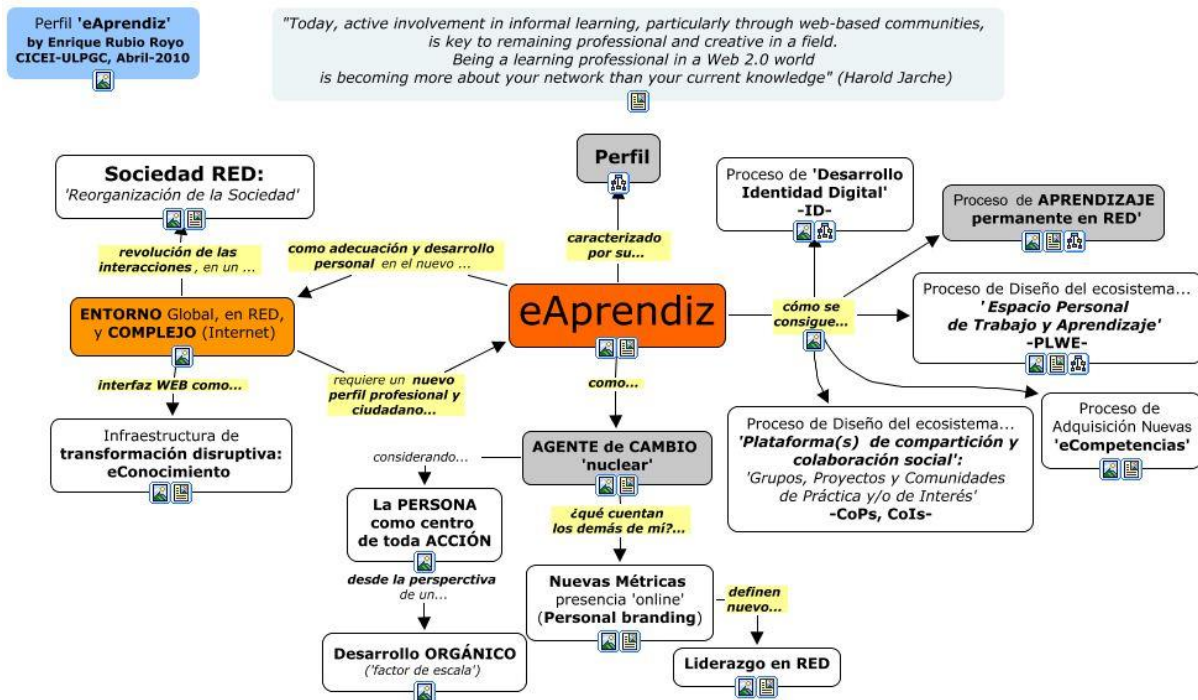 Perfil 'eAprendiz'
by Enrique Rubio Royo
CICEI-ULPGC, Abril-2010
"Today, active involvement in informal learning, particularly through web-based communities,
is key to remaining professional and creative in a field.
Being a learning professional in a Web 2.0 world
is becoming more about your network than your current knowledge" (Harold Jarche)
Sociedad RED:
'Reorganización de la Sociedad'
Perfil
Proceso de 'Desarrollo
Identidad Digital'
-ID-
Proceso de APRENDIZAJE
permanente en RED'
revolución de las
interacciones, en un ...
como adecuación y desarrollo
personal en el nuevo ...
caracterizado
por su...
ENTORNO Global, en RED,
y COMPLEJO (Internet)
eAprendiz
cómo se
consigue...
Proceso de Diseño del ecosistema...
'Espacio Personal
de Trabajo y Aprendizaje'
-PLWE-
interfaz WEB como...
requiere un nuevo
perfil profesional y
ciudadano...
como...
Infraestructura de
transformación disruptiva:
eConocimiento
considerando...
AGENTE de CAMBIO
'nuclear'
Proceso de Diseño del ecosistema...
'Plataforma(s) de compartición y
colaboración social':
'Grupos, Proyectos y Comunidades
de Práctica y/o de Interés'
-CoPs, CoIs-
Proceso de
Adquisición Nuevas
'eCompetencias'
La PERSONA
como centro
de toda ACCIÓN
¿qué cuentan
los demás de mí?...
desde la persperctiva
de un...
Nuevas Métricas
presencia 'online'
(Personal branding)
definen
nuevo...
Desarrollo ORGÁNICO
('factor de escala')
Liderazgo en RED